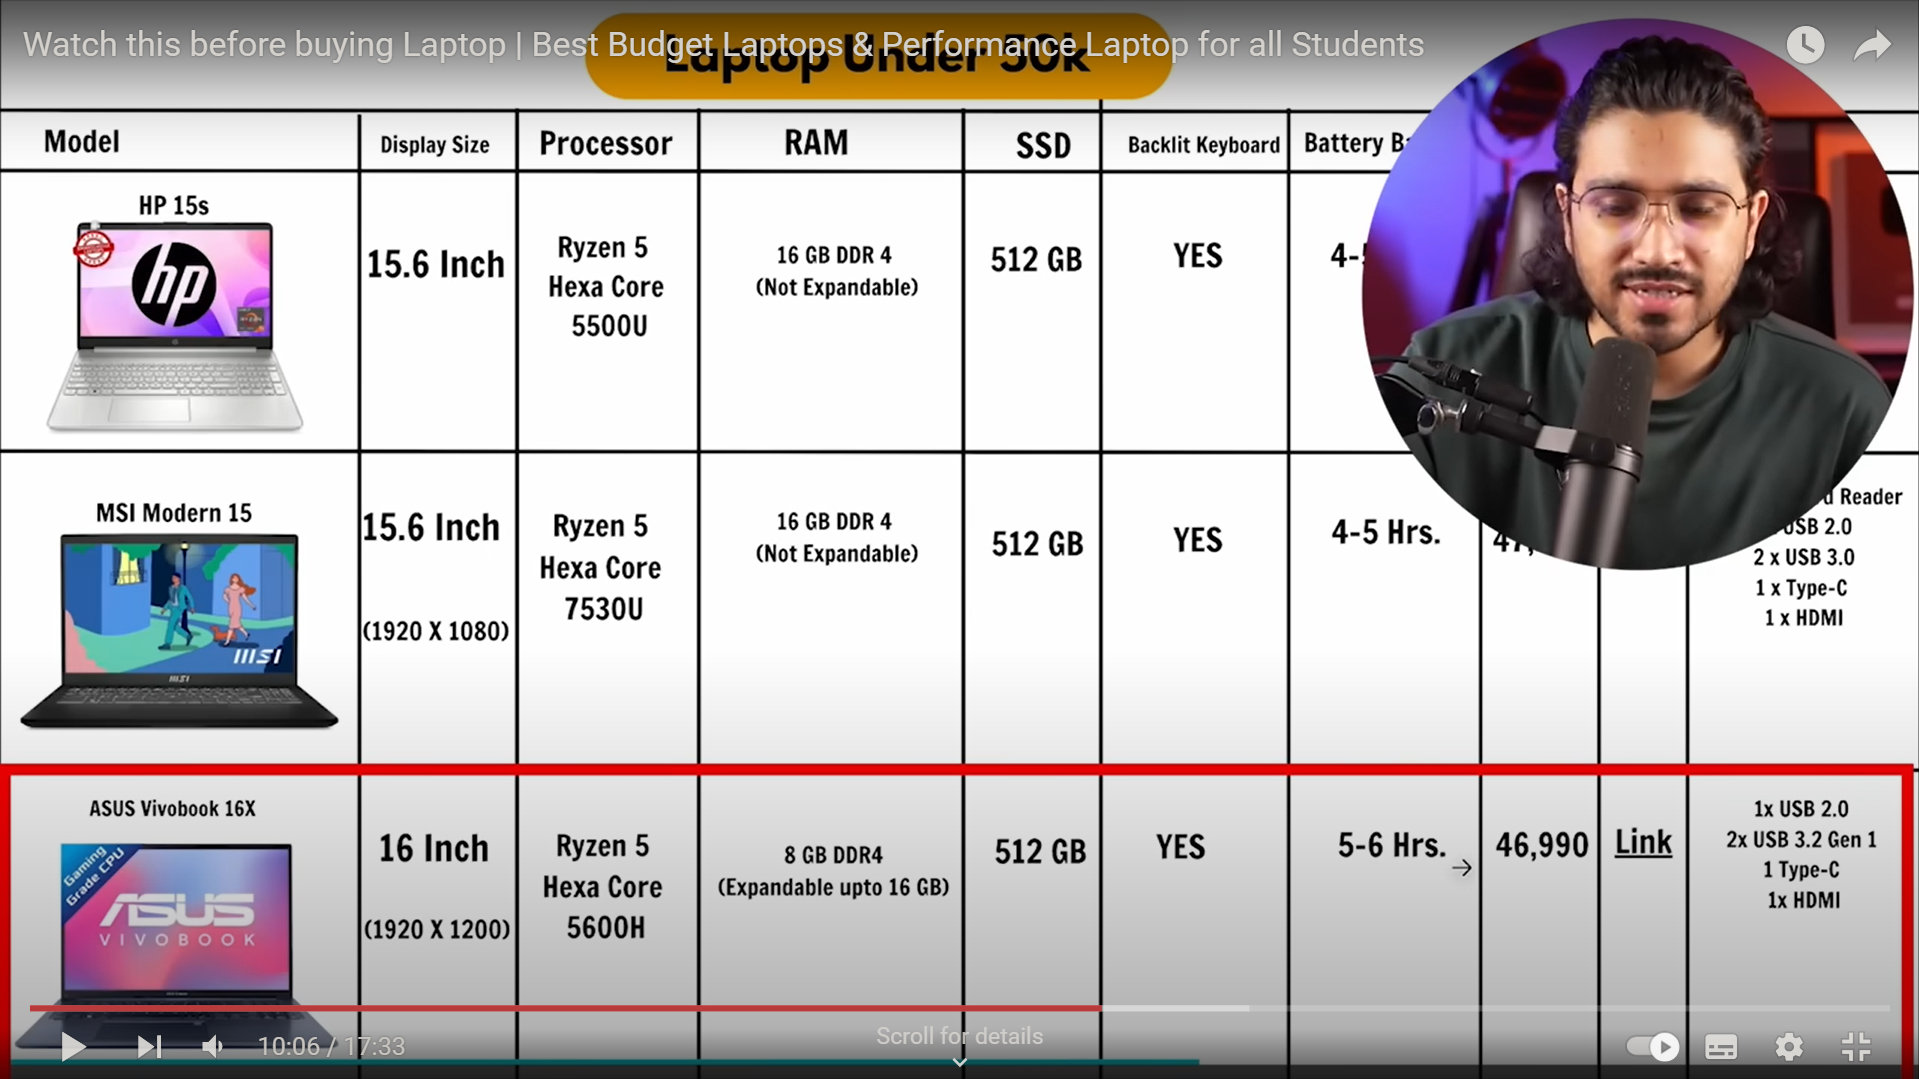 Watch this before buying Laptop | Best Budget Laptops & Performance Laptop for all Students
Laptop Under 50k
Model
Display Size
Processor
RAM
SSD
Backlit Keyboard
Battery
HP 15s
hp
15.6 Inch
Ryzen 5
Hexa Core
5500U
16 GB DDR 4
(Not Expandable)
512 GB
YES
4-
MSI Modern 15
msi
msi
15.6 Inch
(1920 X 1080)
Ryzen 5
Hexa Core
7530U
16 GB DDR 4
(Not Expandable)
512 GB
YES
4-5 Hrs.
47,
Reader
USB 2.0
2 x USB 3.0
1 x Type-C
1 x HDMI
ASUS Vivobook 16X
Gaming
Grade CPU
ASUS
VIVOBOOK
16 Inch
(1920 X 1200)
Ryzen 5
Hexa Core
5600H
8 GB DDR4
(Expandable upto 16 GB)
512 GB
YES
5-6 Hrs.
46,990
Link
1x USB 2.0
2x USB 3.2 Gen 1
1 Type-C
1x HDMI
Scroll for details
10:06 / 17:33